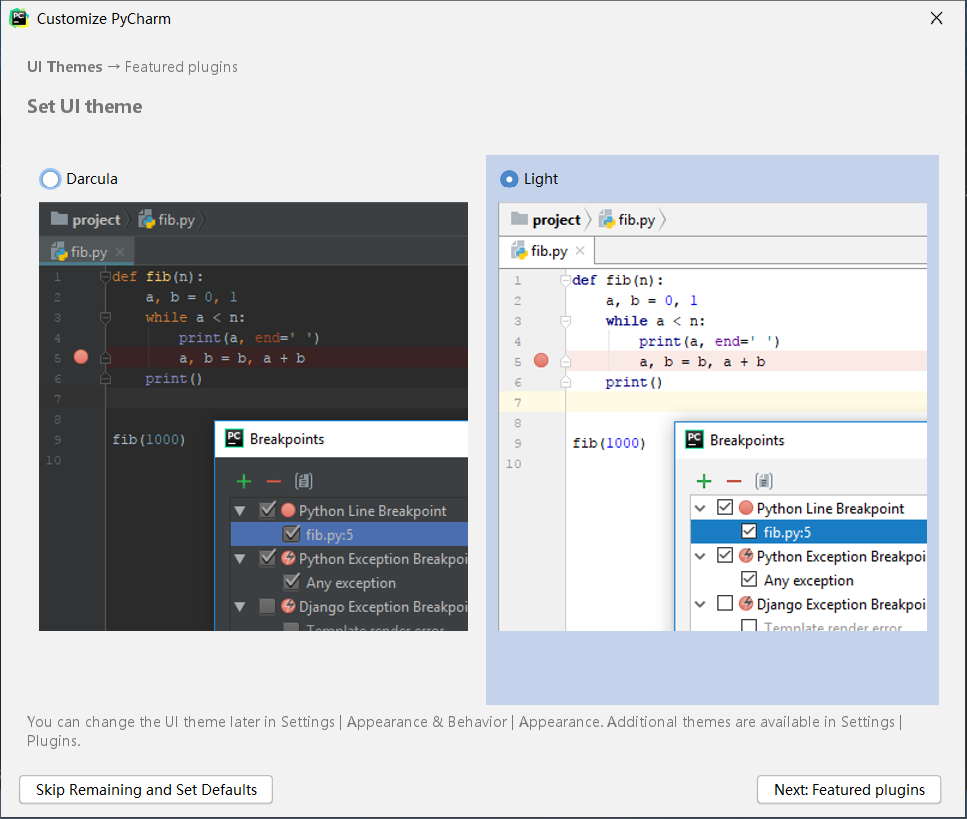 Customize PyCharm
UI Themes → Featured plugins
Set UI theme
Darcula
project fib.py
fib.py
1 def fib(n):
2 a, b = 0, 1
3 while a < n:
4 print(a, end=' ')
5 a, b = b, a + b
6 print()
7
8
9 fib(1000)
10
PC Breakpoints
Python Line Breakpoint
fib.py:5
Python Exception Breakpoi
Any exception
Django Exception Breakpoi
Template render error
Light
project fib.py
fib.py
1 def fib(n):
2 a, b = 0, 1
3 while a < n:
4 print(a, end=' ')
5 a, b = b, a + b
6 print()
7
8
9 fib(1000)
10
PC Breakpoints
Python Line Breakpoint
fib.py:5
Python Exception Breakpoi
Any exception
Django Exception Breakpoi
Template render error
You can change the UI theme later in Settings | Appearance & Behavior | Appearance. Additional themes are available in Settings |
Plugins.
Skip Remaining and Set Defaults
Next: Featured plugins